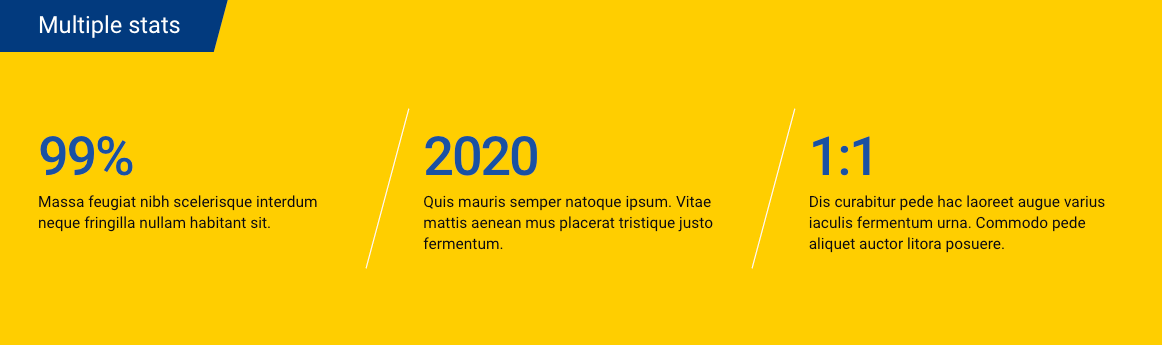 Multiple stats
99%
Massa feugiat nibh scelerisque interdum
neque fringilla nullam habitant sit.
2020
Quis mauris semper natoque ipsum. Vitae
mattis aenean mus placerat tristique justo
fermentum.
1:1
Dis curabitur pede hac laoreet augue varius
iaculis fermentum urna. Commodo pede
aliquet auctor litora posuere.